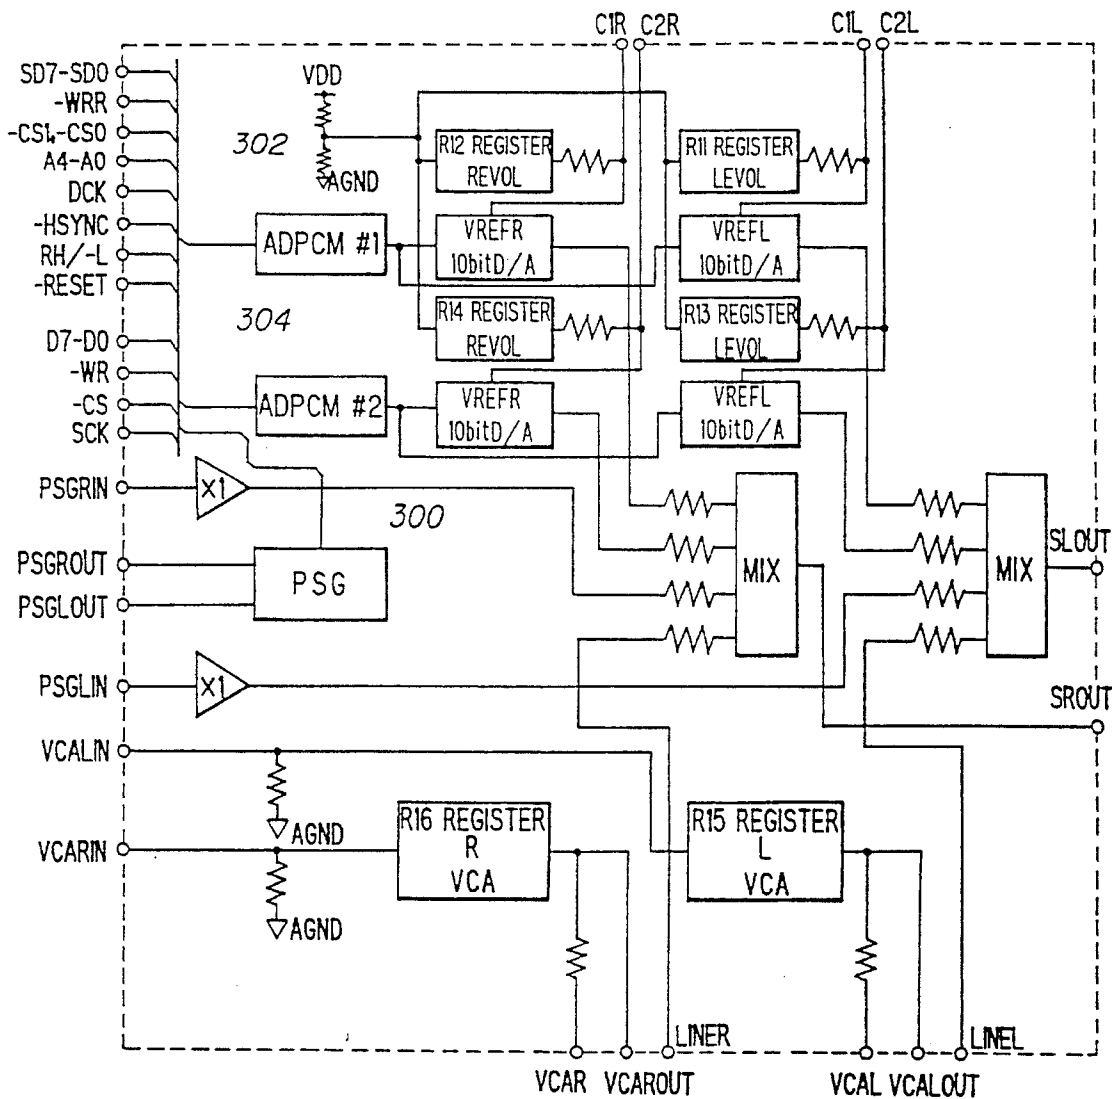 C1R C2R
C1L C2L
SD7-SD0
-WRR
-CS1,-CS0
A4-A0
DCK
-HSYNC
RH/-L
-RESET
D7-D0
-WR
-CS
SCK
PSGRIN
PSGROUT
PSGLOUT
PSGLIN
VCALIN
VCARIN
VDD
AGND
302
304
300
R12 REGISTER
REVOL
R11 REGISTER
LEVOL
ADPCM #1
VREFR
10bitD/A
VREFL
10bitD/A
R14 REGISTER
REVOL
R13 REGISTER
LEVOL
ADPCM #2
VREFR
10bitD/A
VREFL
10bitD/A
X1
PSG
X1
MIX
MIX
SLOUT
SROUT
AGND
AGND
R16 REGISTER
R
VCA
R15 REGISTER
L
VCA
LINER
LINEL
VCAR VCAROUT
VCAL VCALOUT